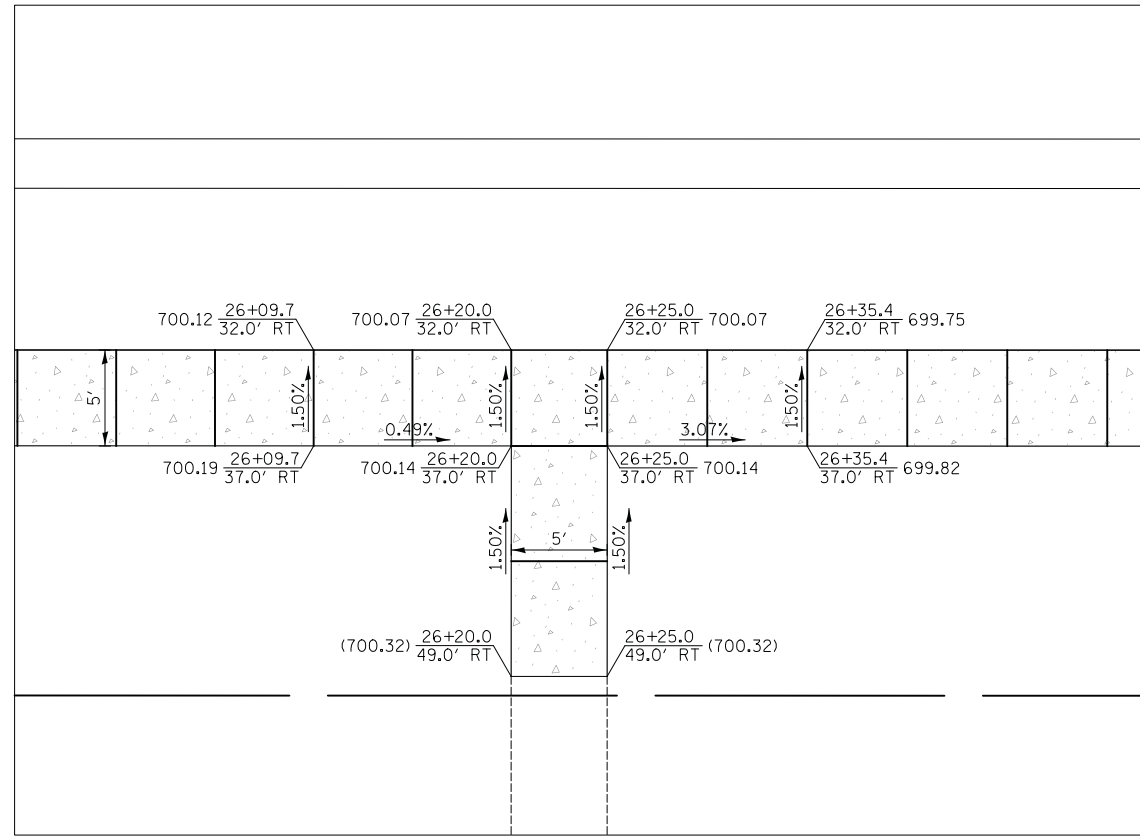 700.12 26+09.7 32.0' RT
700.07 26+20.0 32.0' RT
26+25.0 32.0' RT 700.07
26+35.4 32.0' RT 699.75
5'
1.50%
1.50%
1.50%
1.50%
0.49%
3.07%
700.19 26+09.7 37.0' RT
700.14 26+20.0 37.0' RT
26+25.0 37.0' RT 700.14
26+35.4 37.0' RT 699.82
1.50%
5'
1.50%
(700.32) 26+20.0 49.0' RT
26+25.0 49.0' RT (700.32)